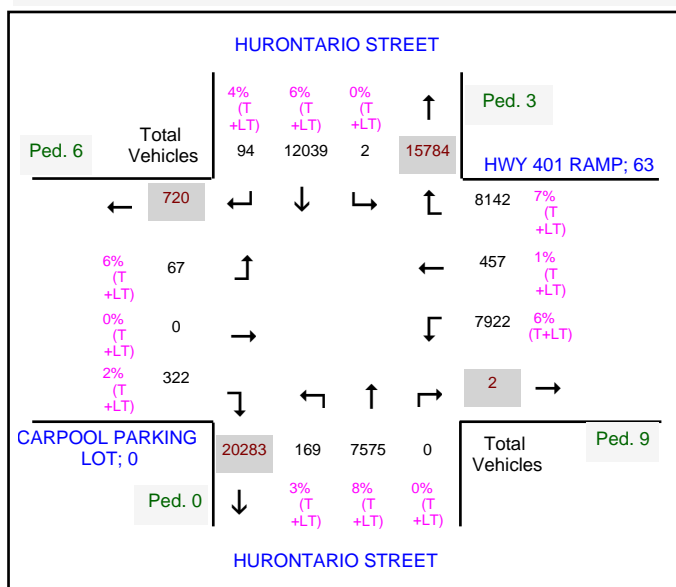 HURONTARIO STREET
4%
(T
+LT)
6%
(T
+LT)
0%
(T
+LT)
Ped. 3
Ped. 6
Total
Vehicles
94 12039 2 15784
HWY 401 RAMP; 63
720
8142
7%
(T
+LT)
6%
(T
+LT)
67
457
1%
(T
+LT)
0%
(T
+LT)
0
7922
6%
(T+LT)
2%
(T
+LT)
322
2
CARPOOL PARKING
LOT; 0
20283 169 7575 0
Total
Vehicles
Ped. 9
Ped. 0
3%
(T
+LT)
8%
(T
+LT)
0%
(T
+LT)
HURONTARIO STREET